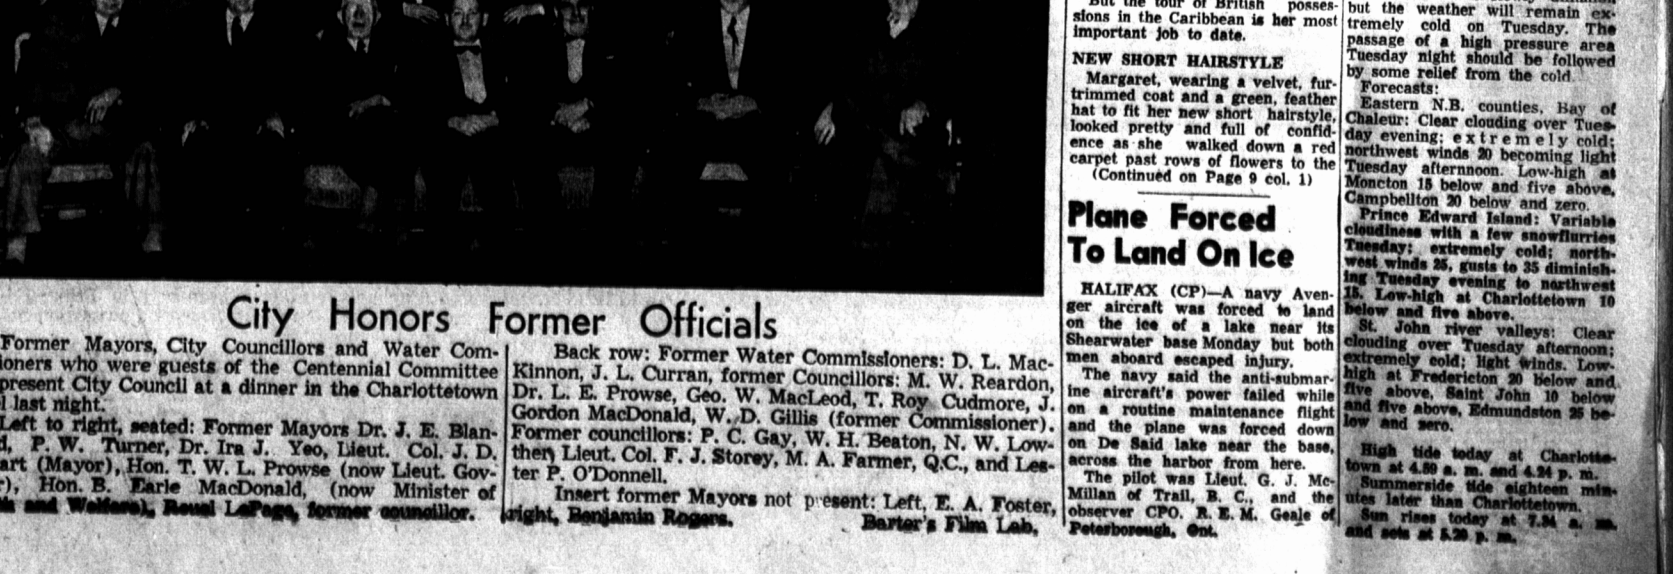 City Honors Former Officials
Former Mayors, City Councillors and Water Com-
ioners who were guests of the Centennial Committee
present City Council at a dinner in the Charlottetown
l last night.
Left to right, seated: Former Mayors Dr. J. E. Blan-
d, P. W. Turner, Dr. Ira J. Yeo, Lieut. Col. J. D.
art (Mayor), Hon. T. W. L. Prowse (now Lieut. Gov-
r), Hon. B. Earle MacDonald, (now Minister of
h and Welfare), Reuel LePage, former councillor.
Back row: Former Water Commissioners: D. L. Mac-
Kinnon, J. L. Curran, former Councillors: M. W. Reardon,
Dr. L. E. Prowse, Geo. W. MacLeod, T. Roy Cudmore, J.
Gordon MacDonald, W. D. Gillis (former Commissioner).
Former councillors: P. C. Gay, W. H. Beaton, N. W. Low-
ther, Lieut. Col. F. J. Storey, M. A. Farmer, Q.C., and Les-
ter P. O'Donnell.
Insert former Mayors not present: Left, E. A. Foster,
right, Benjamin Rogers. Barter's Film Lab.
But the tour of British posses-
sions in the Caribbean is her most
important job to date.
NEW SHORT HAIRSTYLE
Margaret, wearing a velvet, fur-
trimmed coat and a green, feather
hat to fit her new short hairstyle,
looked pretty and full of confid-
ence as she walked down a red
carpet past rows of flowers to the
(Continued on Page 9 col. 1)
Plane Forced
To Land On Ice
HALIFAX (CP)—A navy Aven-
ger aircraft was forced to land
on the ice of a lake near its
Shearwater base Monday but both
men aboard escaped injury.
The navy said the anti-submar-
ine aircraft's power failed while
on a routine maintenance flight
and the plane was forced down
on De Said lake near the base,
across the harbor from here.
The pilot was Lieut. G. J. Mc-
Millan of Trail, B. C., and the
observer CPO. R. E. M. Geale of
Peterborough, Ont.
but the weather will remain ex-
tremely cold on Tuesday. The
passage of a high pressure area
Tuesday night should be followed
by some relief from the cold.
Forecasts:
Eastern N.B. counties, Bay of
Chaleur: Clear clouding over Tues-
day evening; extremely cold;
northwest winds 20 becoming light
Tuesday afternnoon. Low-high at
Moncton 15 below and five above,
Campbellton 20 below and zero.
Prince Edward Island: Variable
cloudiness with a few snowflurries
Tuesday; extremely cold; north-
west winds 25, gusts to 35 diminish-
ing Tuesday evening to northwest
15. Low-high at Charlottetown 10
below and five above.
St. John river valleys: Clear
clouding over Tuesday afternoon;
extremely cold; light winds. Low-
high at Fredericton 20 below and
five above, Saint John 10 below
and five above, Edmundston 25 be-
low and zero.
High tide today at Charlotte-
town at 4.59 a. m. and 4.24 p. m.
Summerside tide eighteen min-
utes later than Charlottetown.
Sun rises today at 7.34 a. m.
and sets at 5.20 p. m.